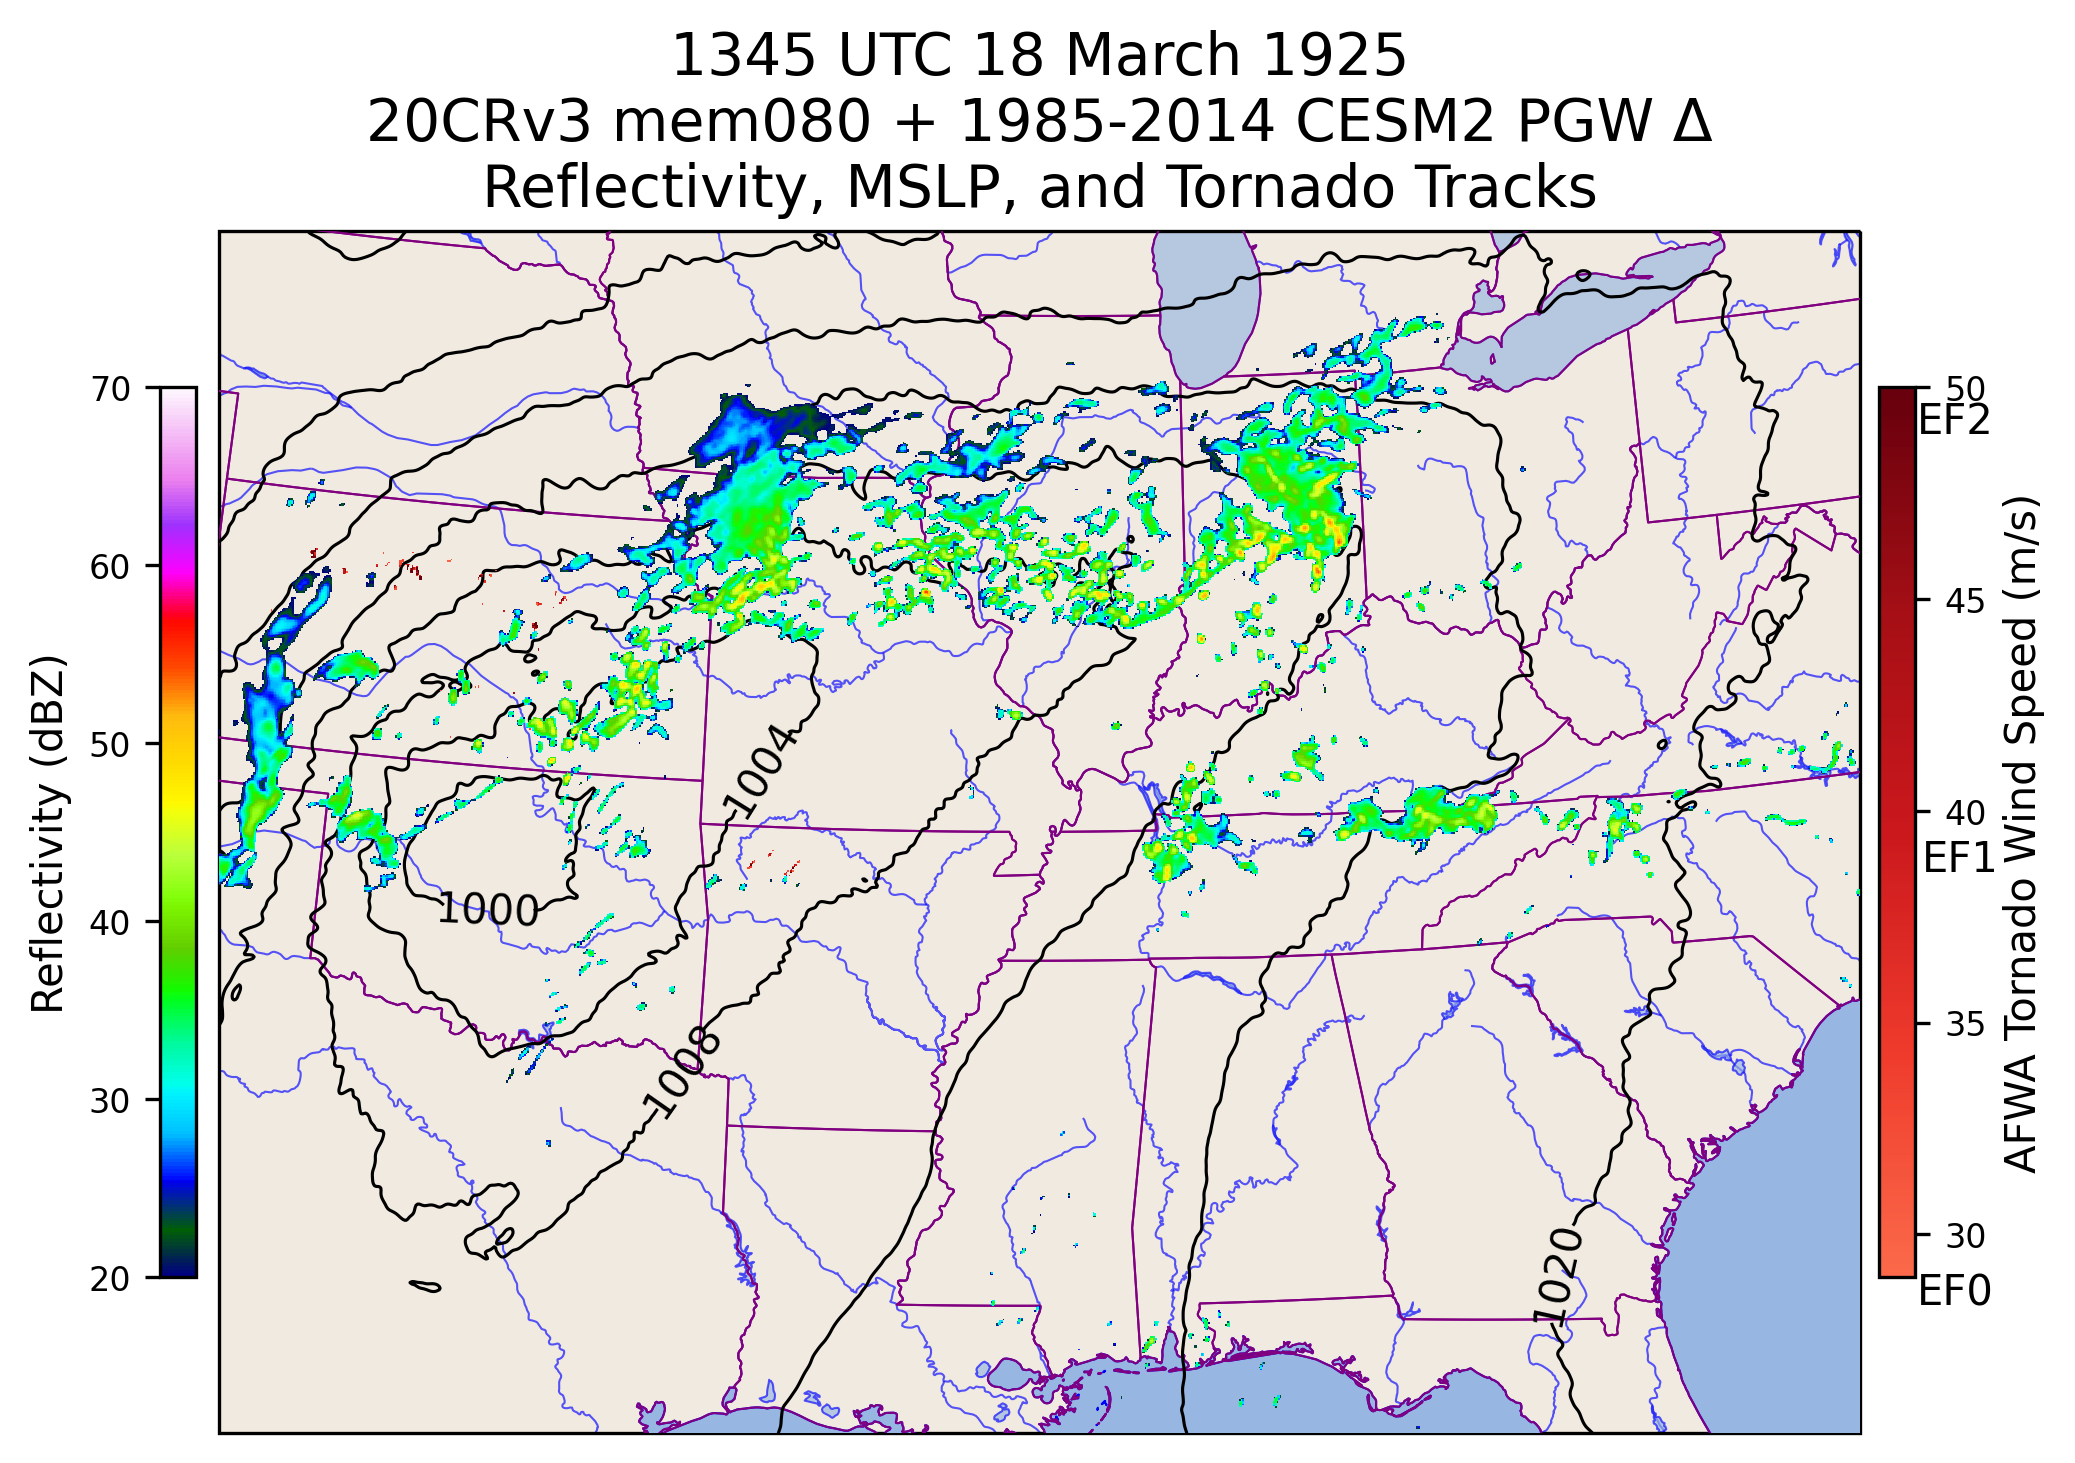 1345 UTC 18 March 1925
20CRv3 mem080 + 1985-2014 CESM2 PGW Δ
Reflectivity, MSLP, and Tornado Tracks
Reflectivity (dBZ)
70
60
50
40
30
20
1004
1000
1008
1020
50
EF2
45
40
EF1
35
30
EF0
AFWA Tornado Wind Speed (m/s)